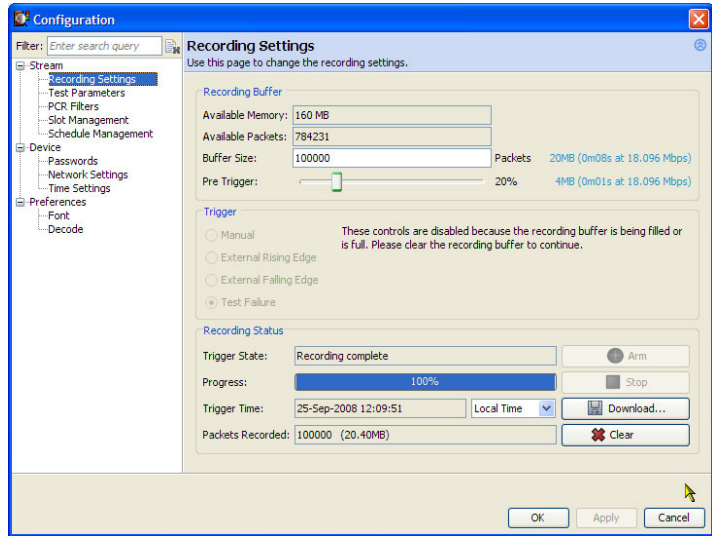 Configuration
Filter: Enter search query
Stream
Recording Settings
Test Parameters
PCR Filters
Slot Management
Schedule Management
Device
Passwords
Network Settings
Time Settings
Preferences
Font
Decode
Recording Settings
Use this page to change the recording settings.
Recording Buffer
Available Memory: 160 MB
Available Packets: 784231
Buffer Size: 100000 Packets 20MB (0m08s at 18.096 Mbps)
Pre Trigger: 20% 4MB (0m01s at 18.096 Mbps)
Trigger
Manual
External Rising Edge
External Falling Edge
Test Failure
These controls are disabled because the recording buffer is being filled or
is full. Please clear the recording buffer to continue.
Recording Status
Trigger State: Recording complete Arm
Progress: 100% Stop
Trigger Time: 25-Sep-2008 12:09:51 Local Time Download...
Packets Recorded: 100000 (20.40MB) Clear
OK Apply Cancel